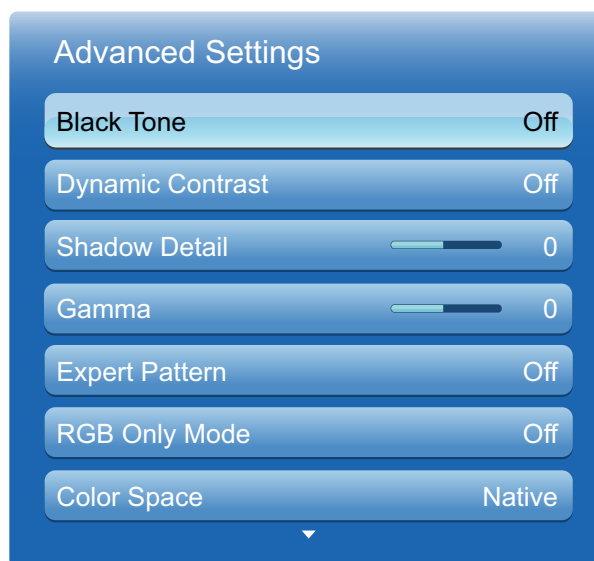 Advanced Settings
Black Tone Off
Dynamic Contrast Off
Shadow Detail 0
Gamma 0
Expert Pattern Off
RGB Only Mode Off
Color Space Native